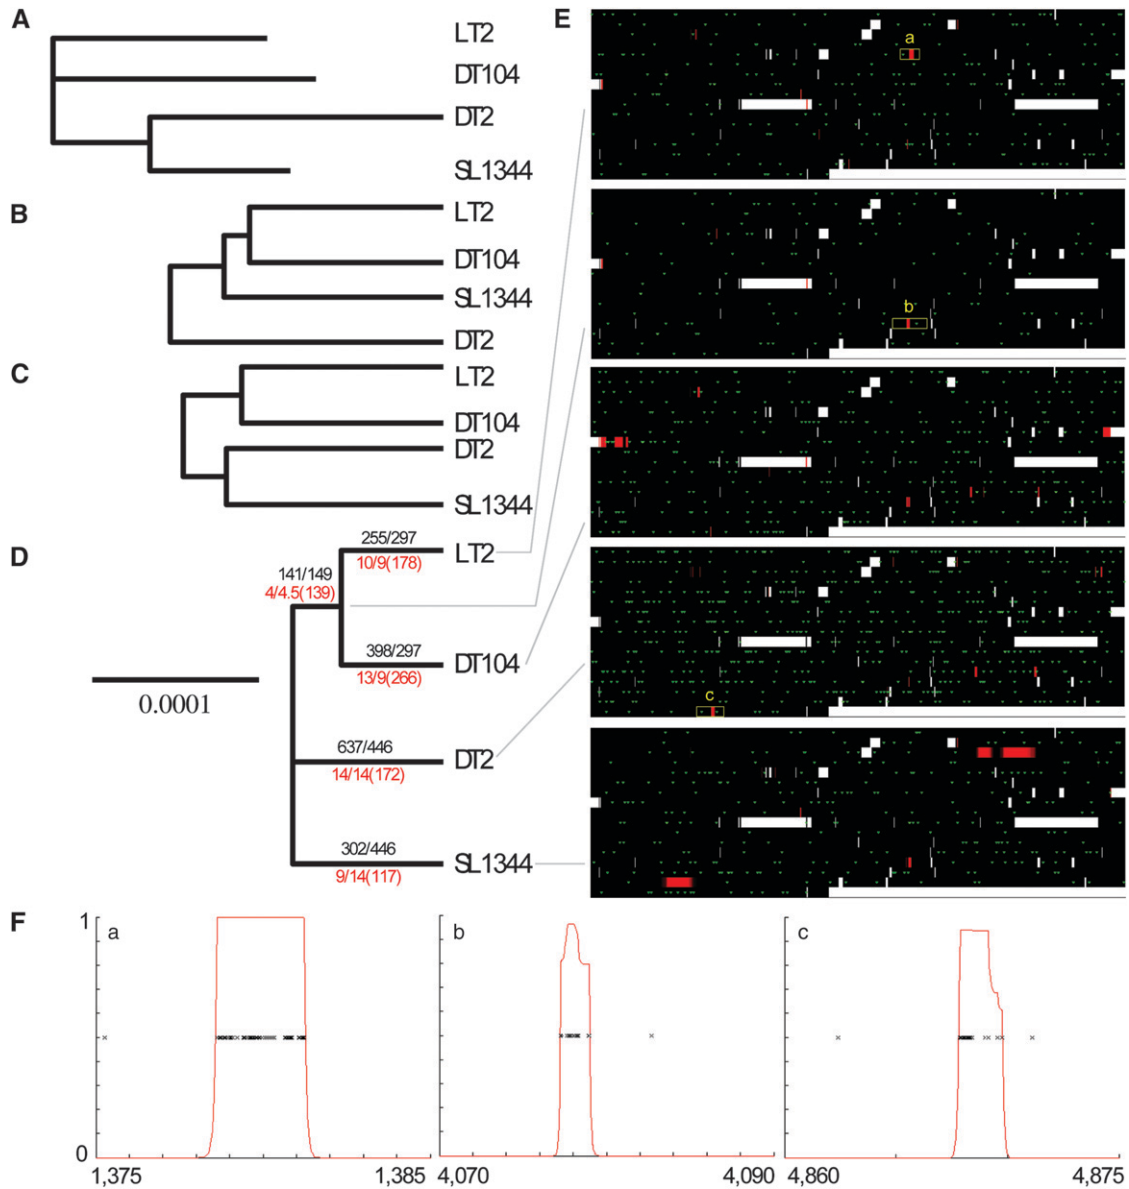 A
LT2
DT104
DT2
SL1344
B
LT2
DT104
SL1344
DT2
C
LT2
DT104
DT2
SL1344
D
255/297
LT2
10/9(178)
141/149
4/4.5(139)
398/297
DT104
13/9(266)
0.0001
637/446
DT2
14/14(172)
302/446
SL1344
9/14(117)
E
a
b
c
F
1
0
a
1,375
1,385
b
4,070
4,090
c
4,860
4,875